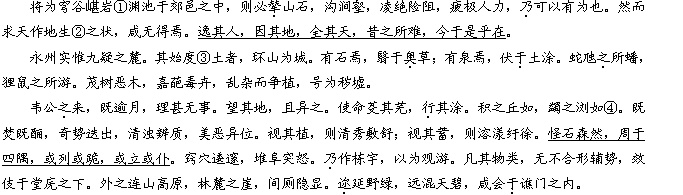 将为穹谷嵁岩①渊池于郊邑之中，则必辇山石，沟涧壑，凌绝险阻，疲极人力，乃可以有为也。然而
求天作地生②之状，咸无得焉。逸其人，因其地，全其天，昔之所难，今于是乎在。
永州实惟九疑之麓。其始度③土者，环山为城。有石焉，翳于奥草；有泉焉，伏于土涂。蛇虺之所蟠，
狸鼠之所游。茂树恶木，嘉葩毒卉，乱杂而争植，号为秽墟。
韦公之来，既逾月，理甚无事。望其地，且异之。使命芟其芜，行其涂。积之丘如，蠲之浏如④。既
焚既酾，奇势迭出，清浊辨质，美恶异位。视其植，则清秀敷舒；视其蓄，则溶漾纡徐。怪石森然，周于
四隅，或列或跪，或立或仆。窍穴逶邃，堆阜突怒。乃作栋宇，以为观游。凡其物类，无不合形辅势，效
伎于堂庑之下。外之连山高原，林麓之崖，间厕隐显。迩延野绿，远混天碧，咸会于谯门之内。